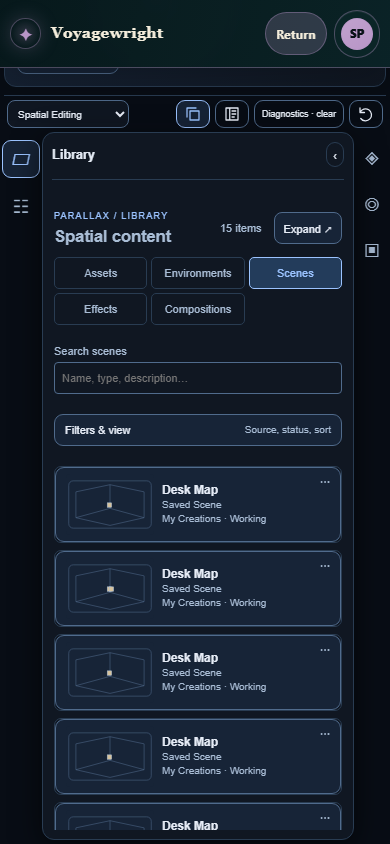 Voyagewright
Return
SP
Spatial Editing
Diagnostics · clear
Library
‹
PARALLAX / LIBRARY
Spatial content
15 items
Expand ↗
Assets
Environments
Scenes
Effects
Compositions
Search scenes
Name, type, description...
Filters & view
Source, status, sort
Desk Map
Saved Scene
My Creations · Working
Desk Map
Saved Scene
My Creations · Working
Desk Map
Saved Scene
My Creations · Working
Desk Map
Saved Scene
My Creations · Working
Desk Map